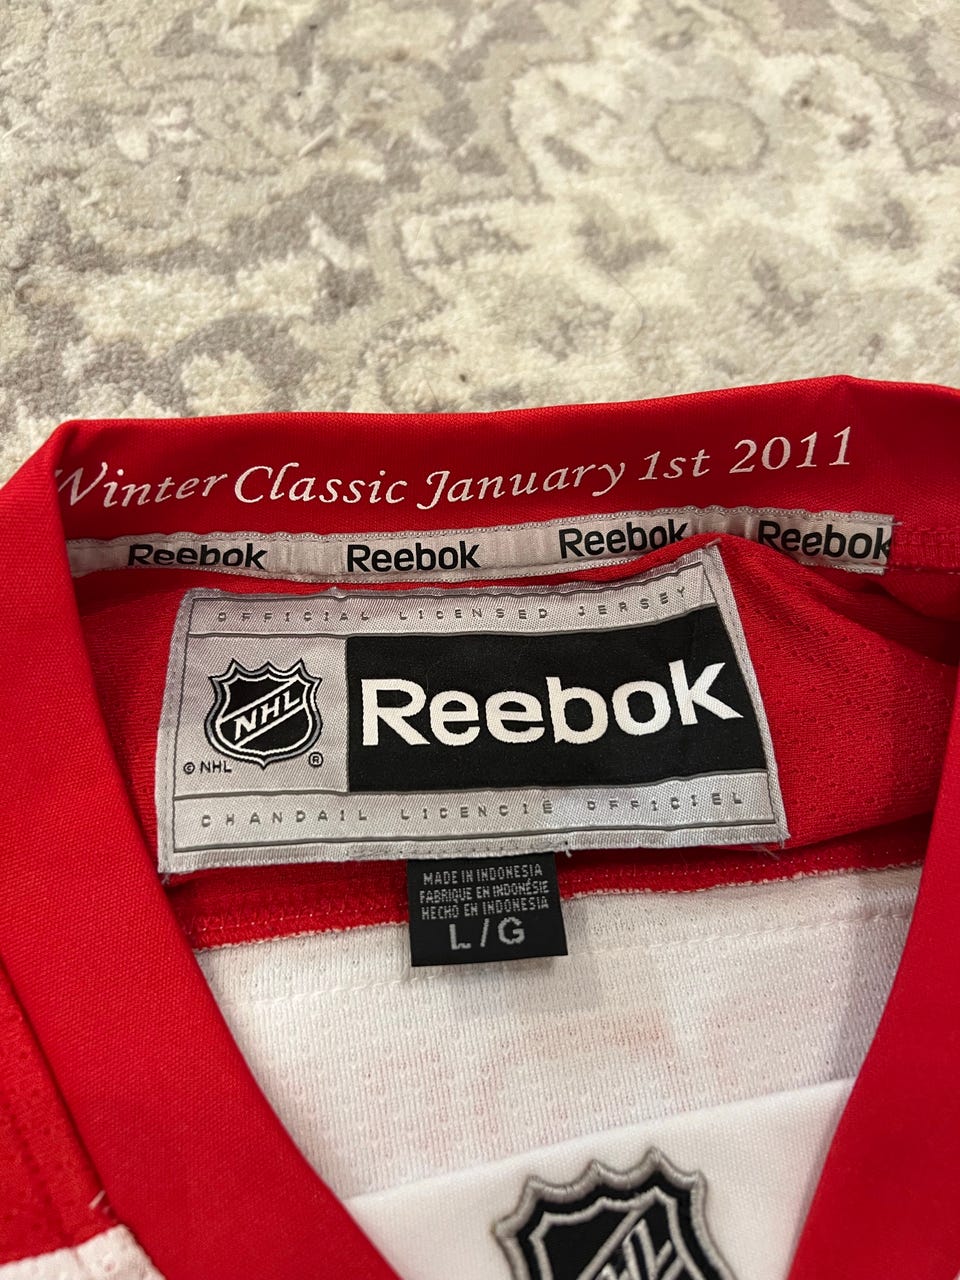 Winter Classic January 1st 2011
Reebok Reebok Reebok Reebok
OFFICIAL LICENSED JERSEY
NHL
Reebok
© NHL ®
CHANDAIL LICENCIÉ OFFICIEL
MADE IN INDONESIA
FABRIQUE EN INDONÉSIE
HECHO EN INDONESIA
L/G
NHL